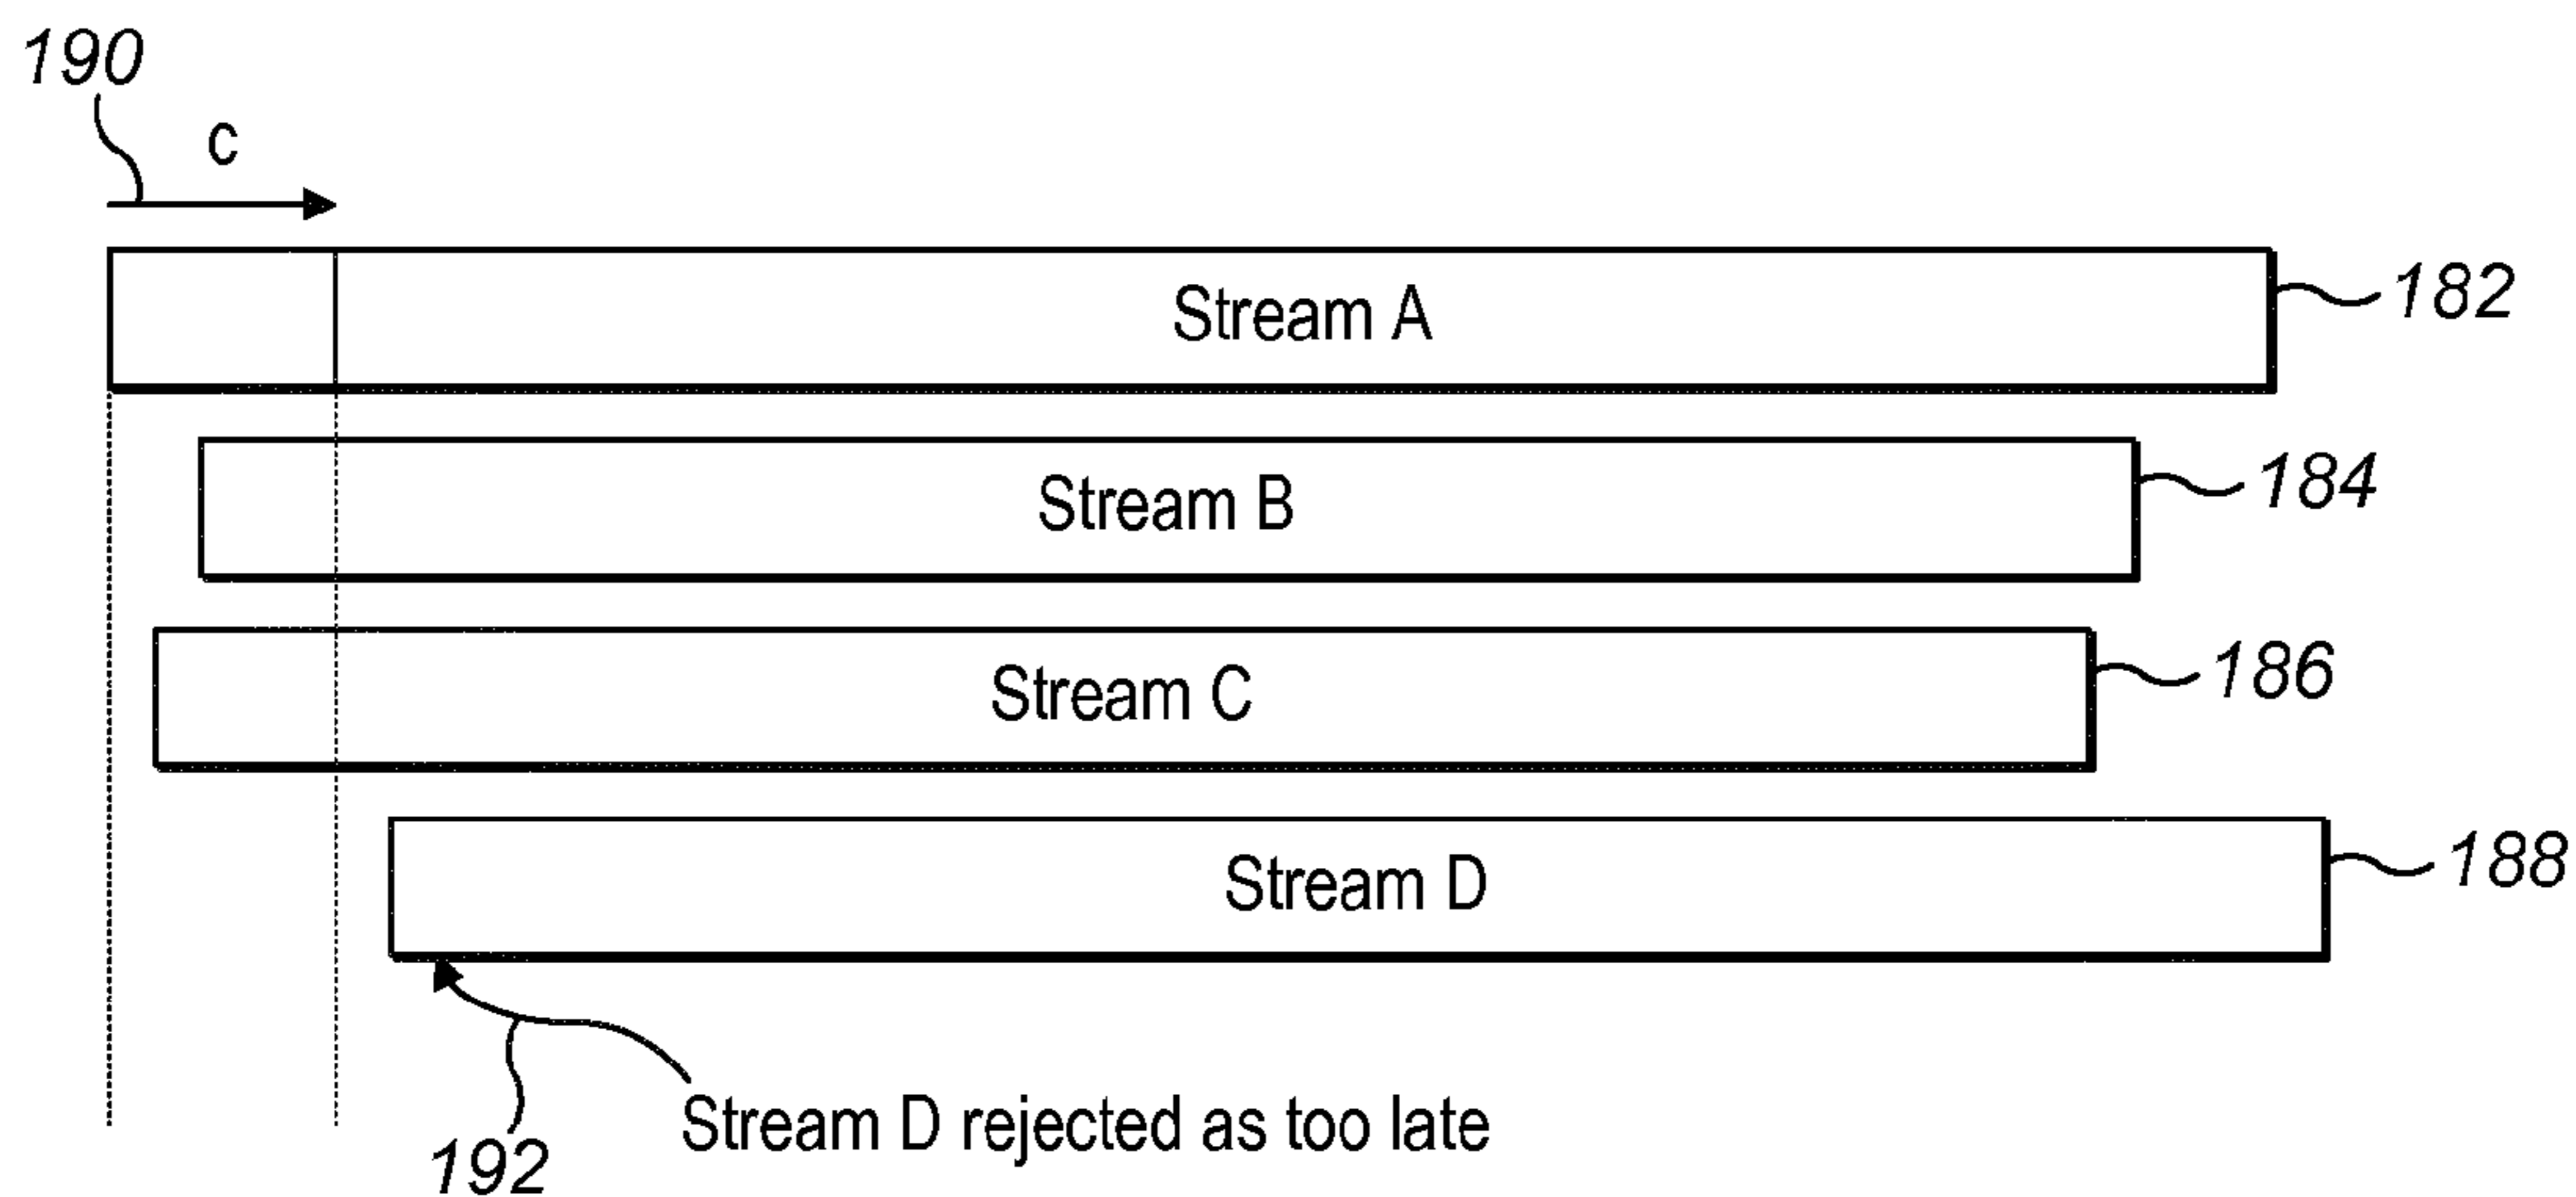 190
c
Stream A
182
Stream B
184
Stream C
186
Stream D
188
Stream D rejected as too late
192